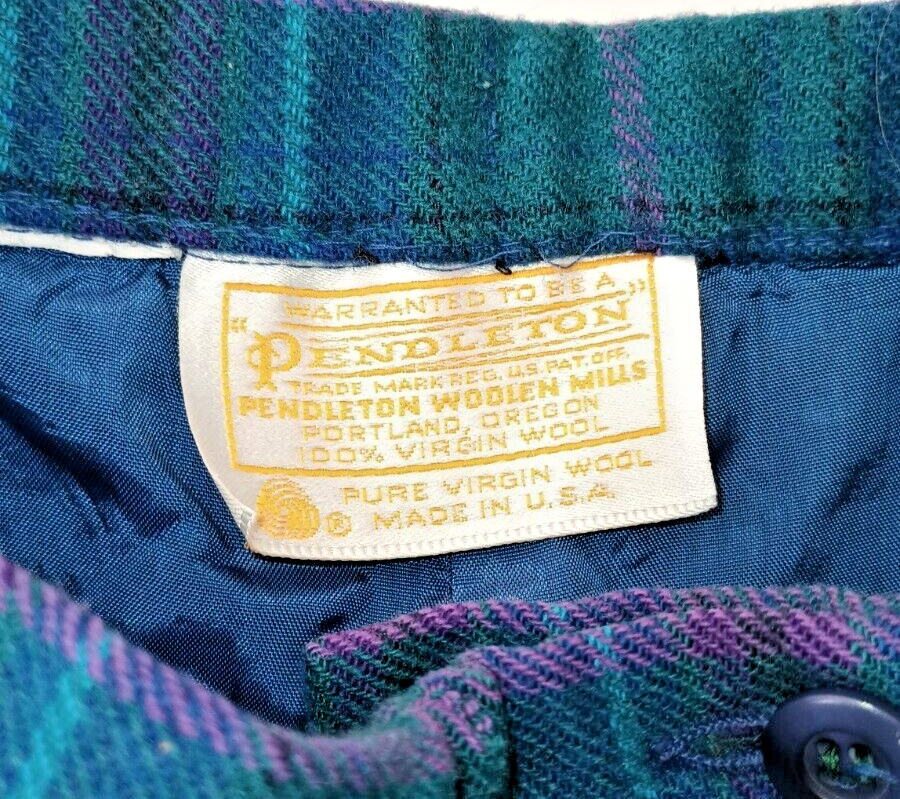 WARRANTED TO BE A
"PENDLETON"
TRADE MARK REG. U.S. PAT. OFF.
PENDLETON WOOLEN MILLS
PORTLAND, OREGON
100% VIRGIN WOOL
PURE VIRGIN WOOL
® MADE IN U.S.A.